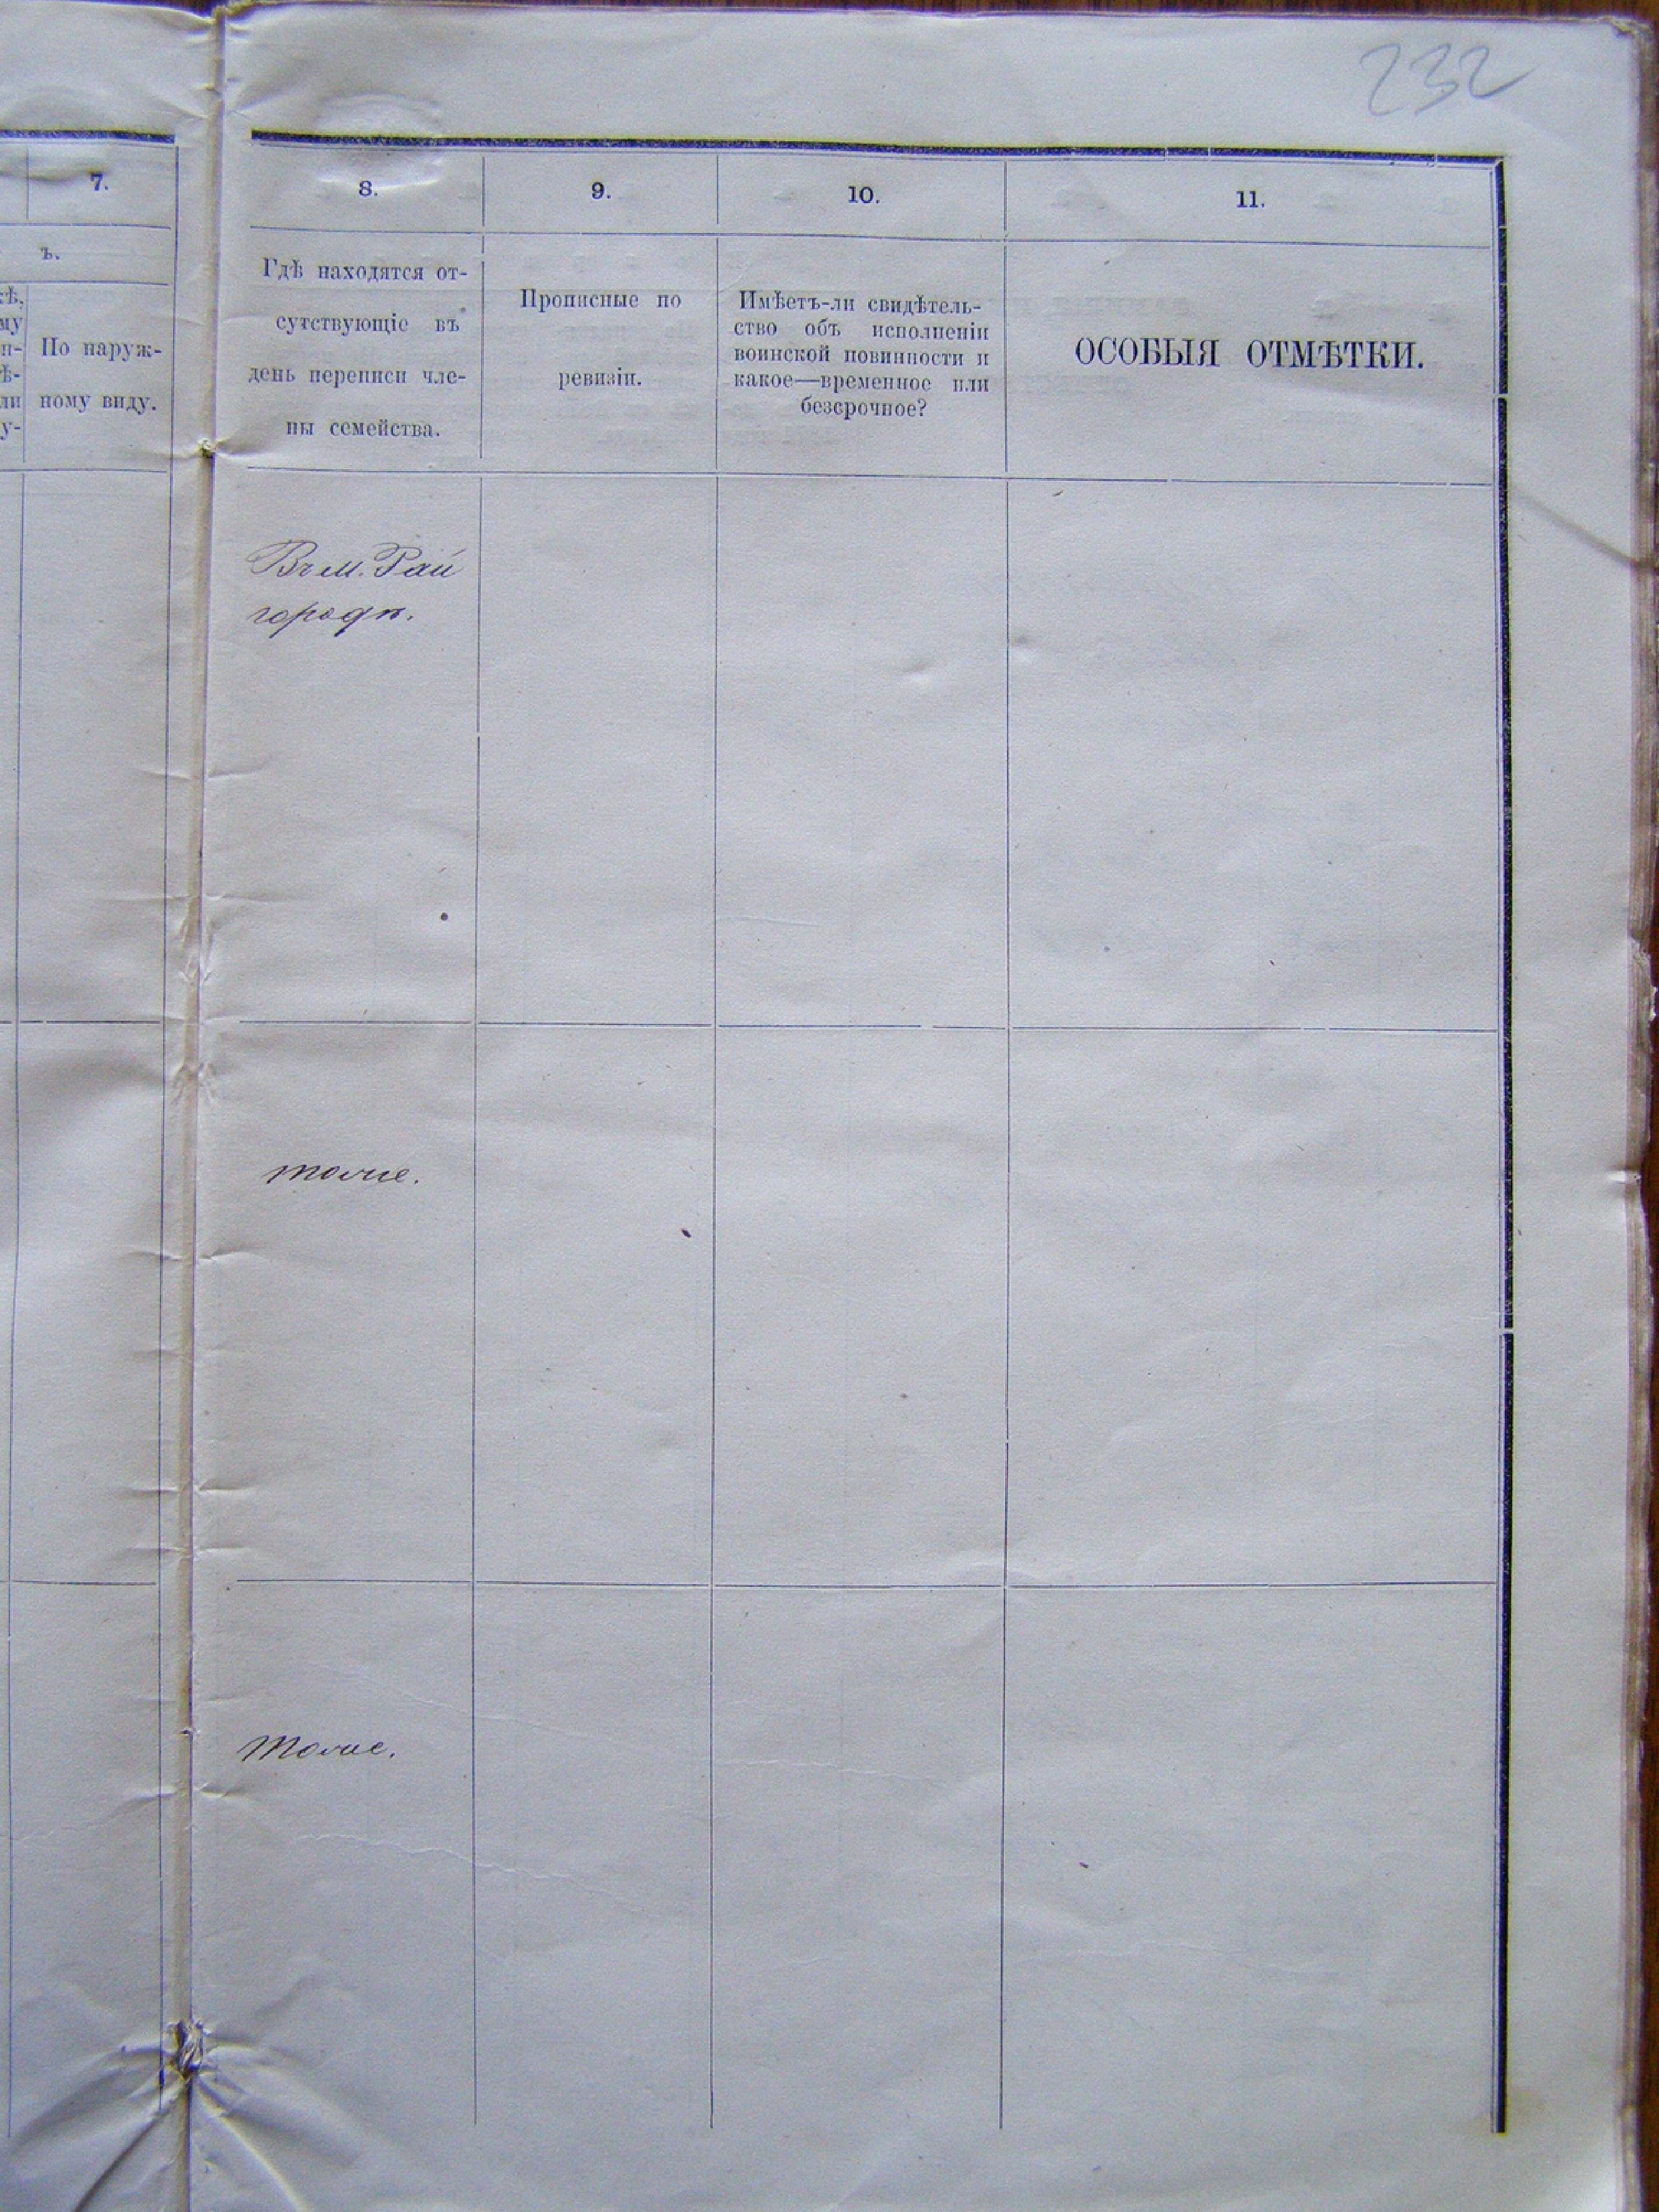 232
7.
ъ.
По наруж-
ному виду.
8.
9.
10.
11.
Гдѣ находятся от-
сутствующіе въ
день переписи чле-
ны семейства.
Прописные по
ревизіи.
Имѣетъ-ли свидѣтель-
ство объ исполненіи
воинской повинности и
какое—временное или
безсрочное?
ОСОБЫЯ ОТМѢТКИ.
Въ м. Рай
городѣ.
тоже.
тоже.